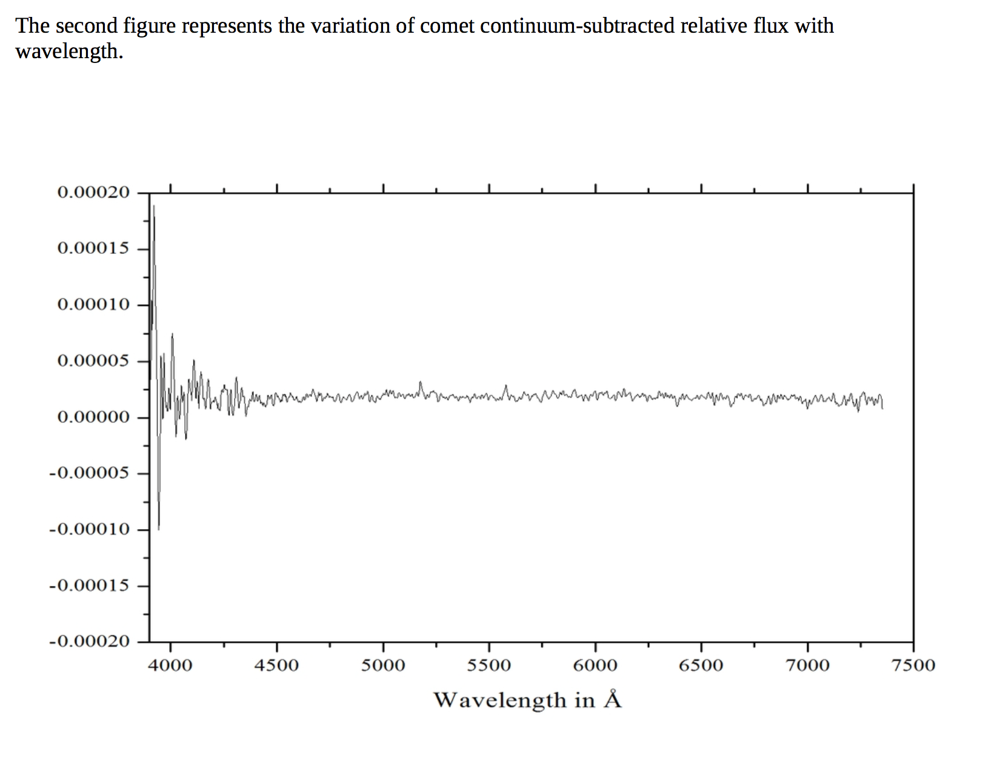 The second figure represents the variation of comet continuum-subtracted relative flux with
wavelength.
0.00020
0.00015
0.00010
0.00005
0.00000
-0.00005
-0.00010
-0.00015
-0.00020
4000 4500 5000 5500 6000 6500 7000 7500
Wavelength in Å